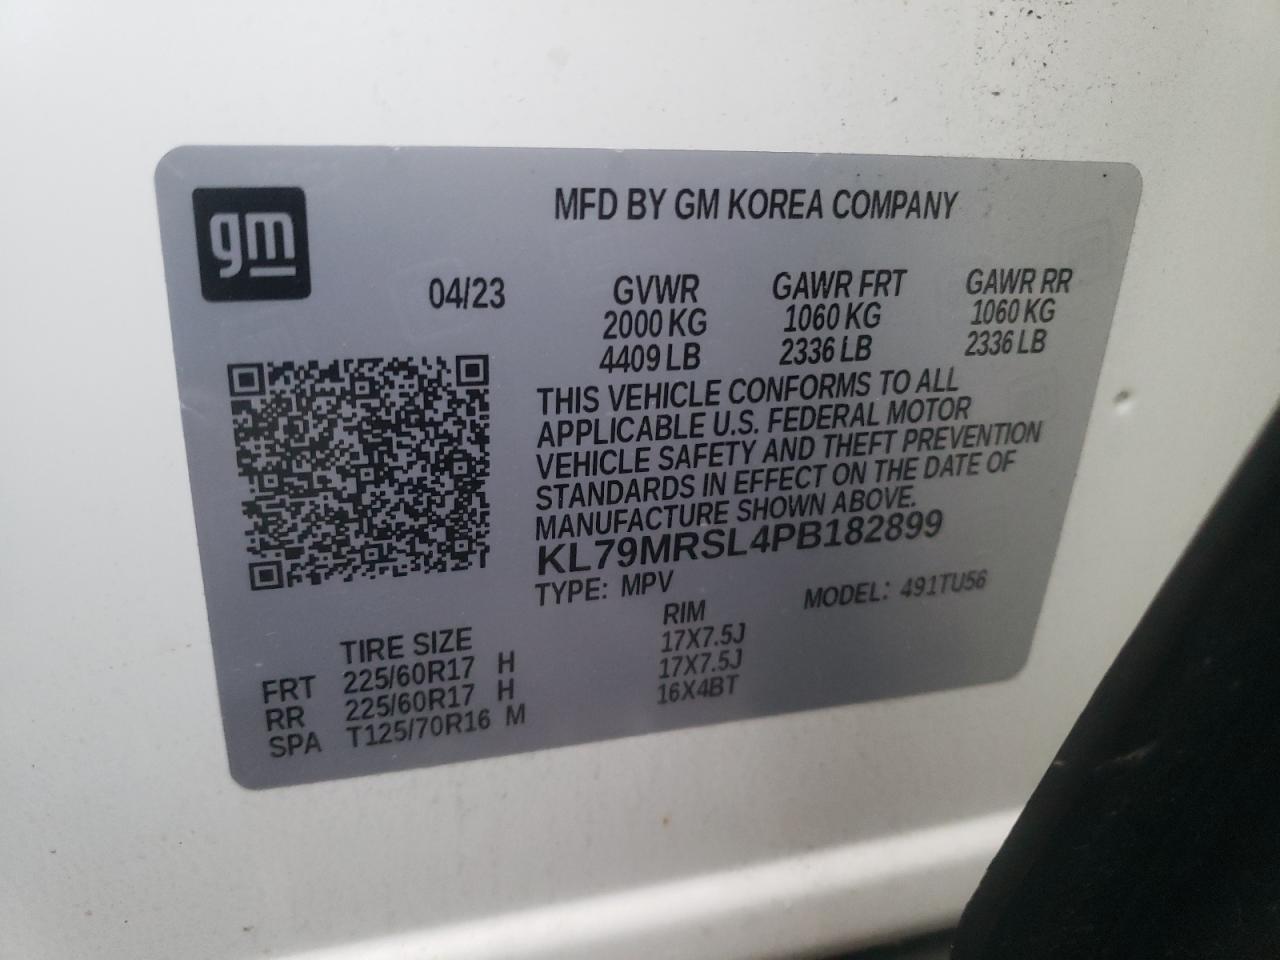 gm
MFD BY GM KOREA COMPANY
04/23
GVWR GAWR FRT GAWR RR
2000 KG 1060 KG 1060 KG
4409 LB 2336 LB 2336 LB
THIS VEHICLE CONFORMS TO ALL
APPLICABLE U.S. FEDERAL MOTOR
VEHICLE SAFETY AND THEFT PREVENTION
STANDARDS IN EFFECT ON THE DATE OF
MANUFACTURE SHOWN ABOVE.
KL79MRSL4PB182899
TYPE: MPV MODEL: 491TU56
TIRE SIZE RIM
FRT 225/60R17 H 17X7.5J
RR 225/60R17 H 17X7.5J
SPA T125/70R16 M 16X4BT